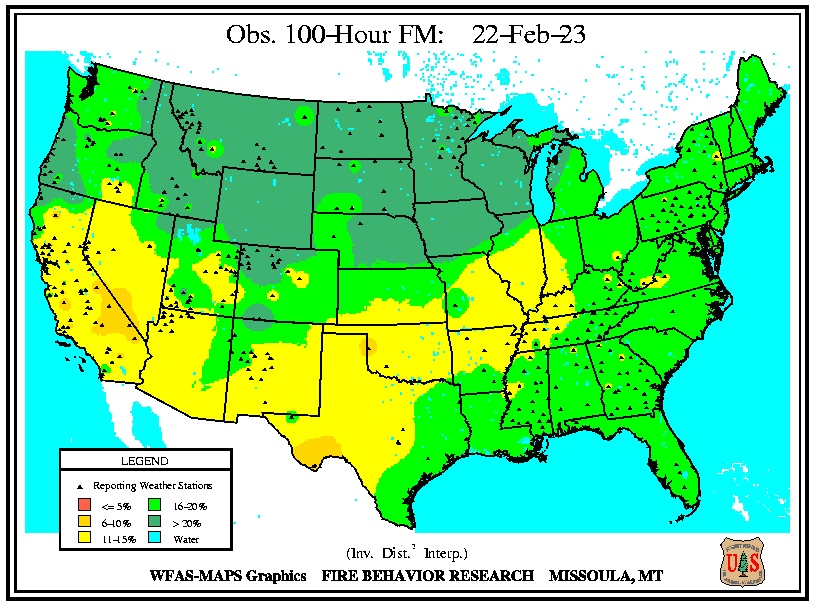 Obs. 100-Hour FM: 22-Feb-23
LEGEND
Reporting Weather Stations
<= 5%
16-20%
6-10%
> 20%
11-15%
Water
(Inv. Dist.² Interp.)
WFAS-MAPS Graphics FIRE BEHAVIOR RESEARCH MISSOULA, MT
U S